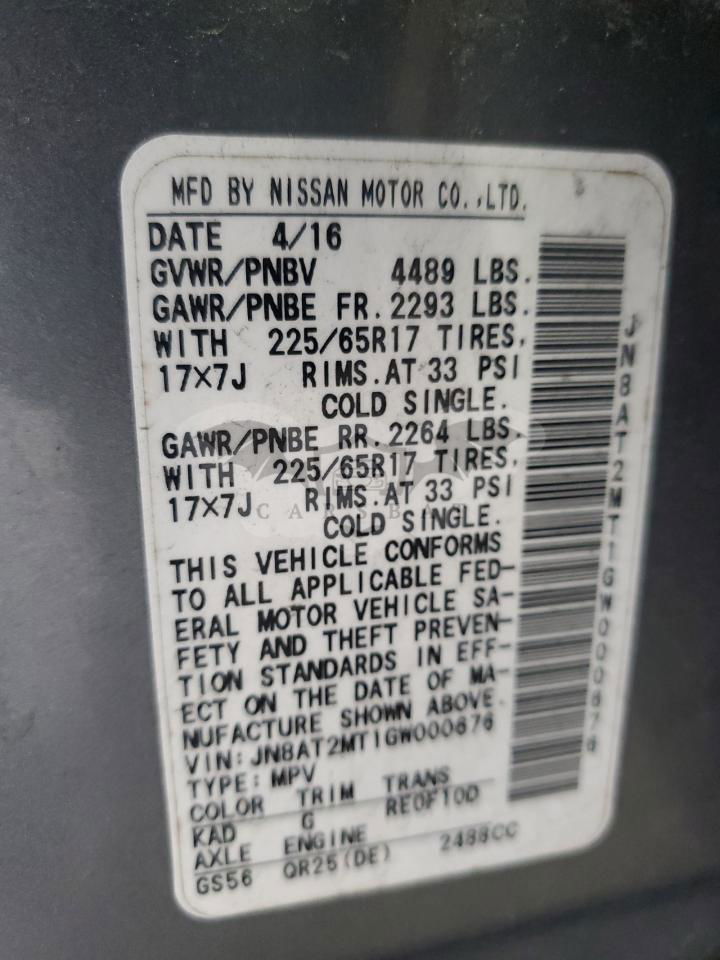 MFD BY NISSAN MOTOR CO.,LTD.
DATE 4/16
GVWR/PNBV 4489 LBS.
GAWR/PNBE FR. 2293 LBS.
WITH 225/65R17 TIRES,
17X7J RIMS.AT 33 PSI
COLD SINGLE.
GAWR/PNBE RR. 2264 LBS.
WITH 225/65R17 TIRES,
17X7J RIMS.AT 33 PSI
COLD SINGLE.
THIS VEHICLE CONFORMS
TO ALL APPLICABLE FED-
ERAL MOTOR VEHICLE SA-
FETY AND THEFT PREVEN-
TION STANDARDS IN EFF-
ECT ON THE DATE OF MA-
NUFACTURE SHOWN ABOVE.
VIN: JN8AT2MT1GW000676
TYPE: MPV
COLOR TRIM TRANS
KAD G RE0F10D
AXLE ENGINE
GS56 QR25(DE) 2488CC
JN8AT2MT1GW000676